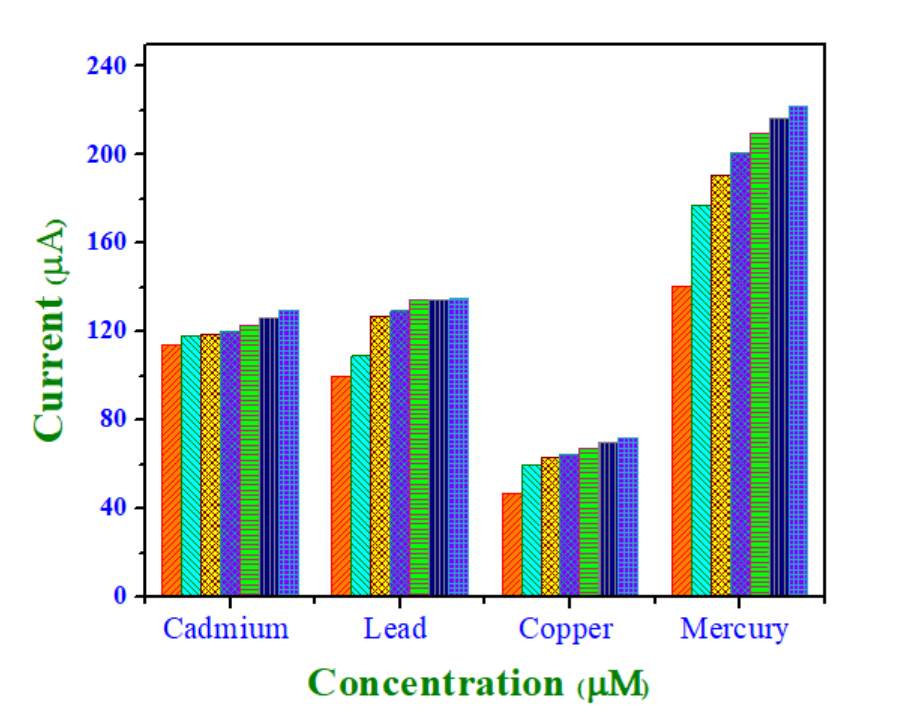 240
200
160
120
80
40
0
Current (μA)
Cadmium Lead Copper Mercury
Concentration (μM)